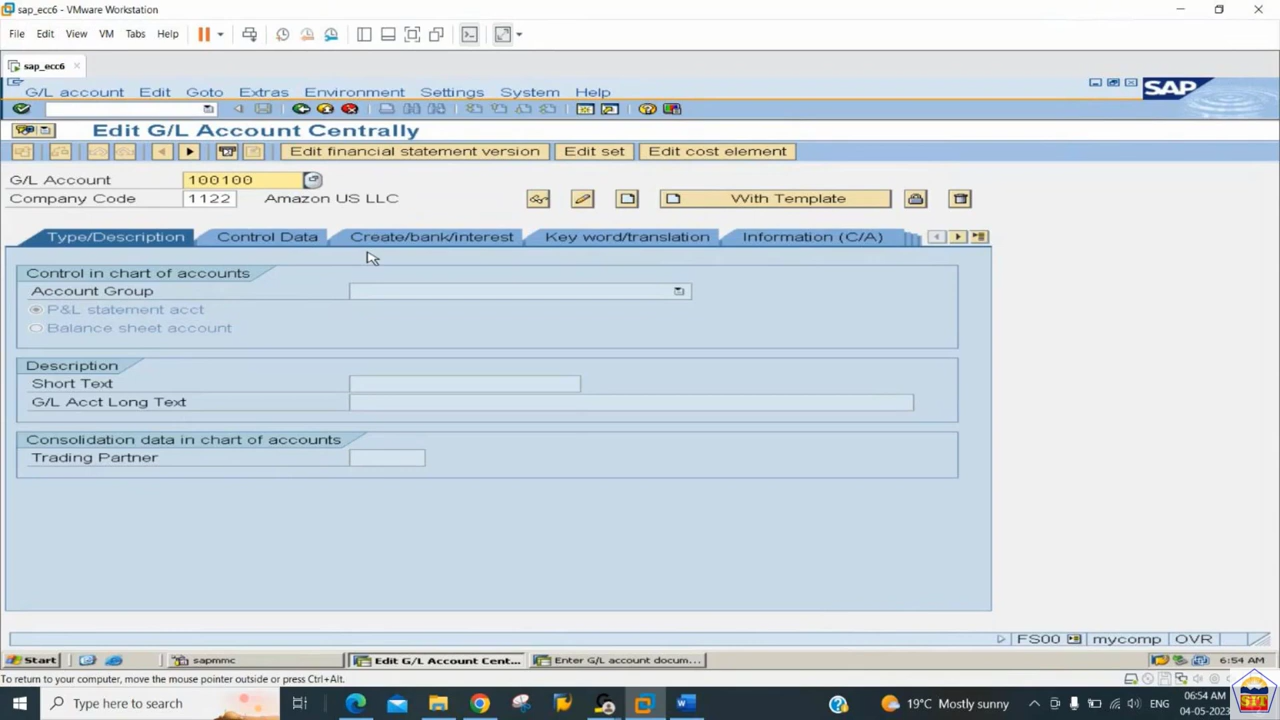 sap_ecc6 - VMware Workstation
File Edit View VM Tabs Help
sap_ecc6
G/L account Edit Goto Extras Environment Settings System Help
SAP
Edit G/L Account Centrally
Edit financial statement version Edit set Edit cost element
G/L Account 100100
Company Code 1122 Amazon US LLC With Template
Type/Description Control Data Create/bank/interest Key word/translation Information (C/A)
Control in chart of accounts
Account Group
P&L statement acct
Balance sheet account
Description
Short Text
G/L Acct Long Text
Consolidation data in chart of accounts
Trading Partner
FS00 mycomp OVR
Start sapmmc Edit G/L Account Cent... Enter G/L account docum... 6:54 AM
To return to your computer, move the mouse pointer outside or press Ctrl+Alt.
Type here to search 19°C Mostly sunny ENG 06:54 AM
04-05-2023